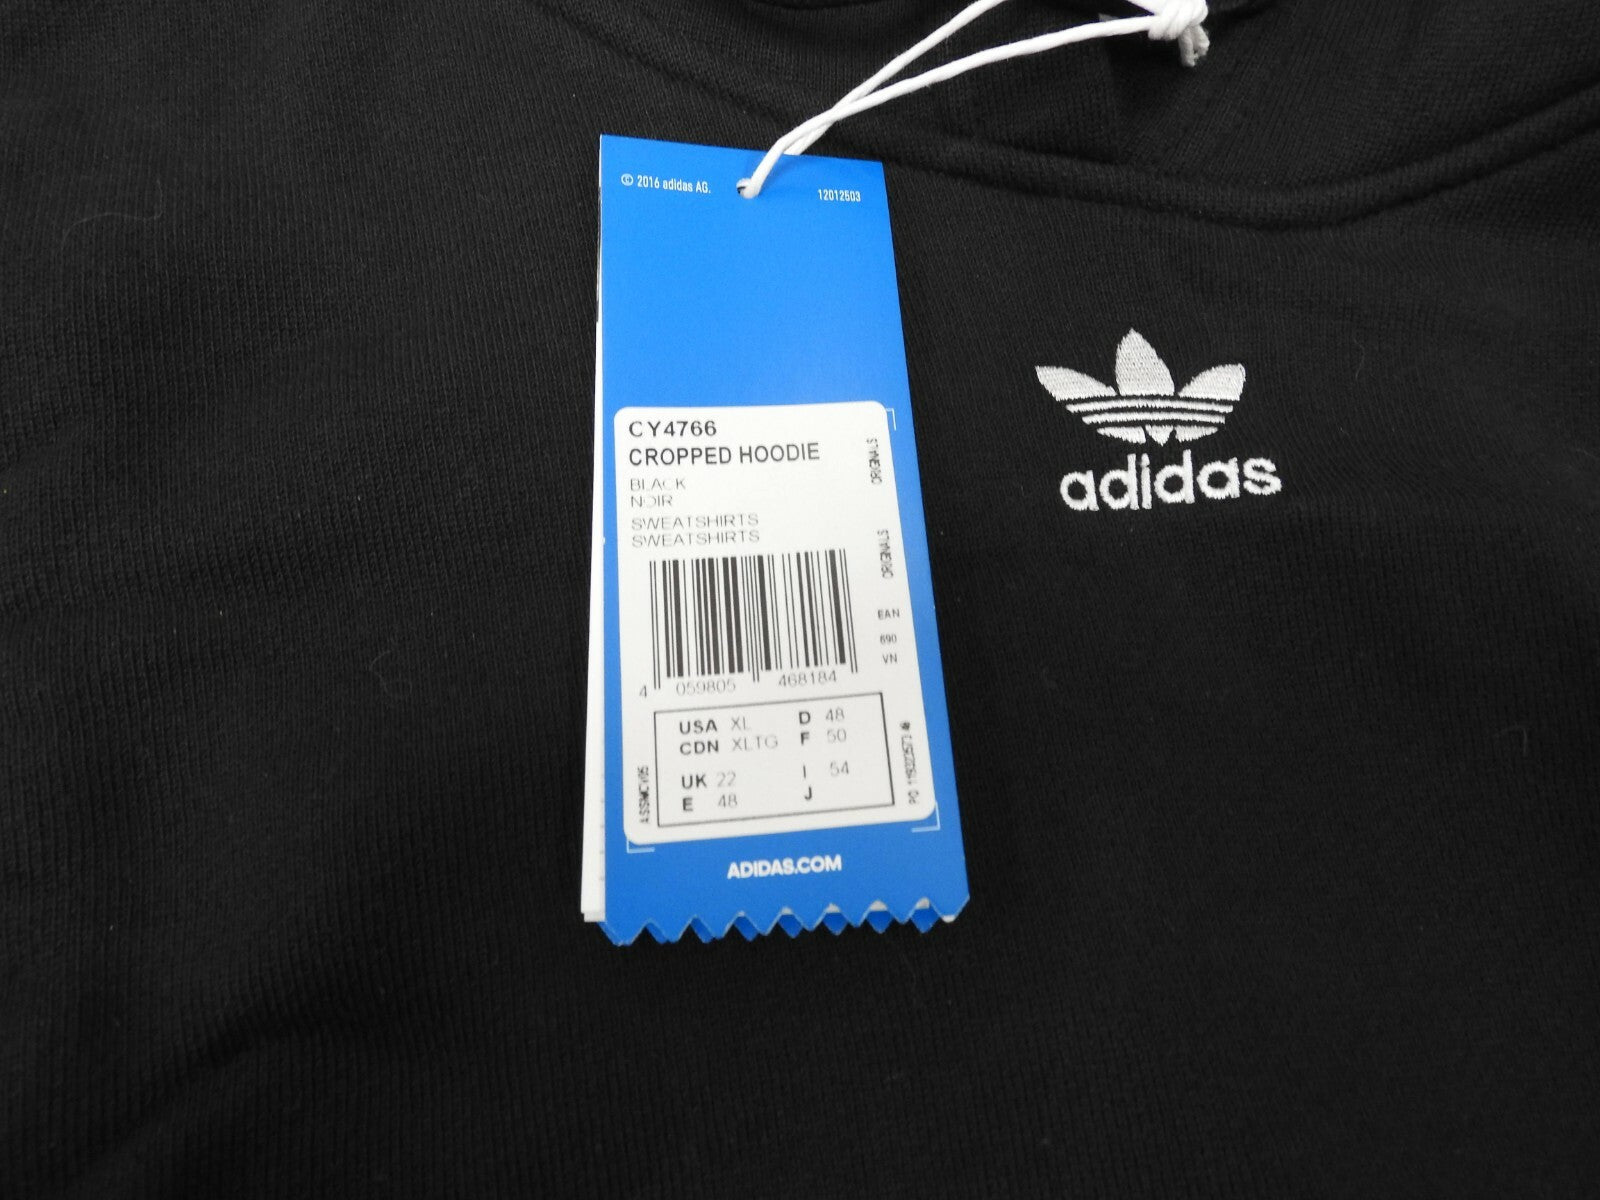 © 2016 adidas AG.
12012503
CY4766
CROPPED HOODIE
BLACK
NOIR
SWEATSHIRTS
SWEATSHIRTS
ORIGINALS
ORIGINALS
EAN
690
VN
4 059805 468184
USA XL D 48
CDN XLTG F 50
UK 22 I 54
E 48 J
ADIDAS.COM
adidas